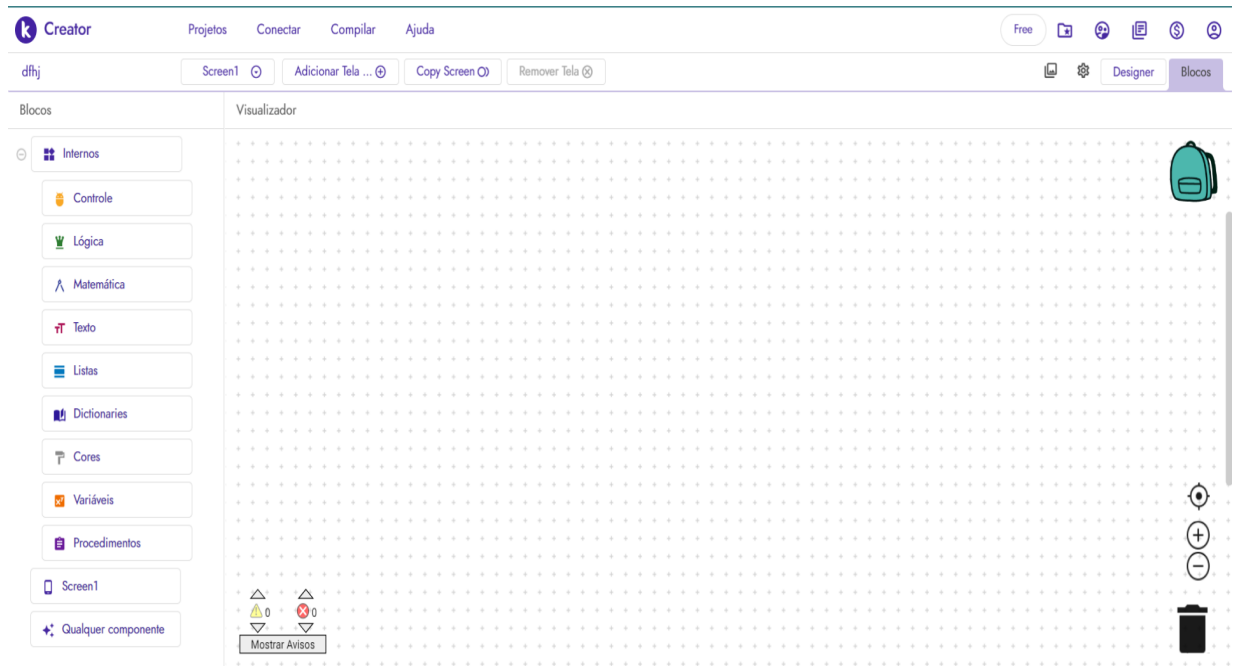 Creator
Projetos Conectar Compilar Ajuda Free
dfhj Screen1 Adicionar Tela ... Copy Screen Remover Tela Designer Blocos
Blocos Visualizador
Internos
Controle
Lógica
Matemática
Texto
Listas
Dictionaries
Cores
Variáveis
Procedimentos
Screen1
Qualquer componente
0 0
Mostrar Avisos